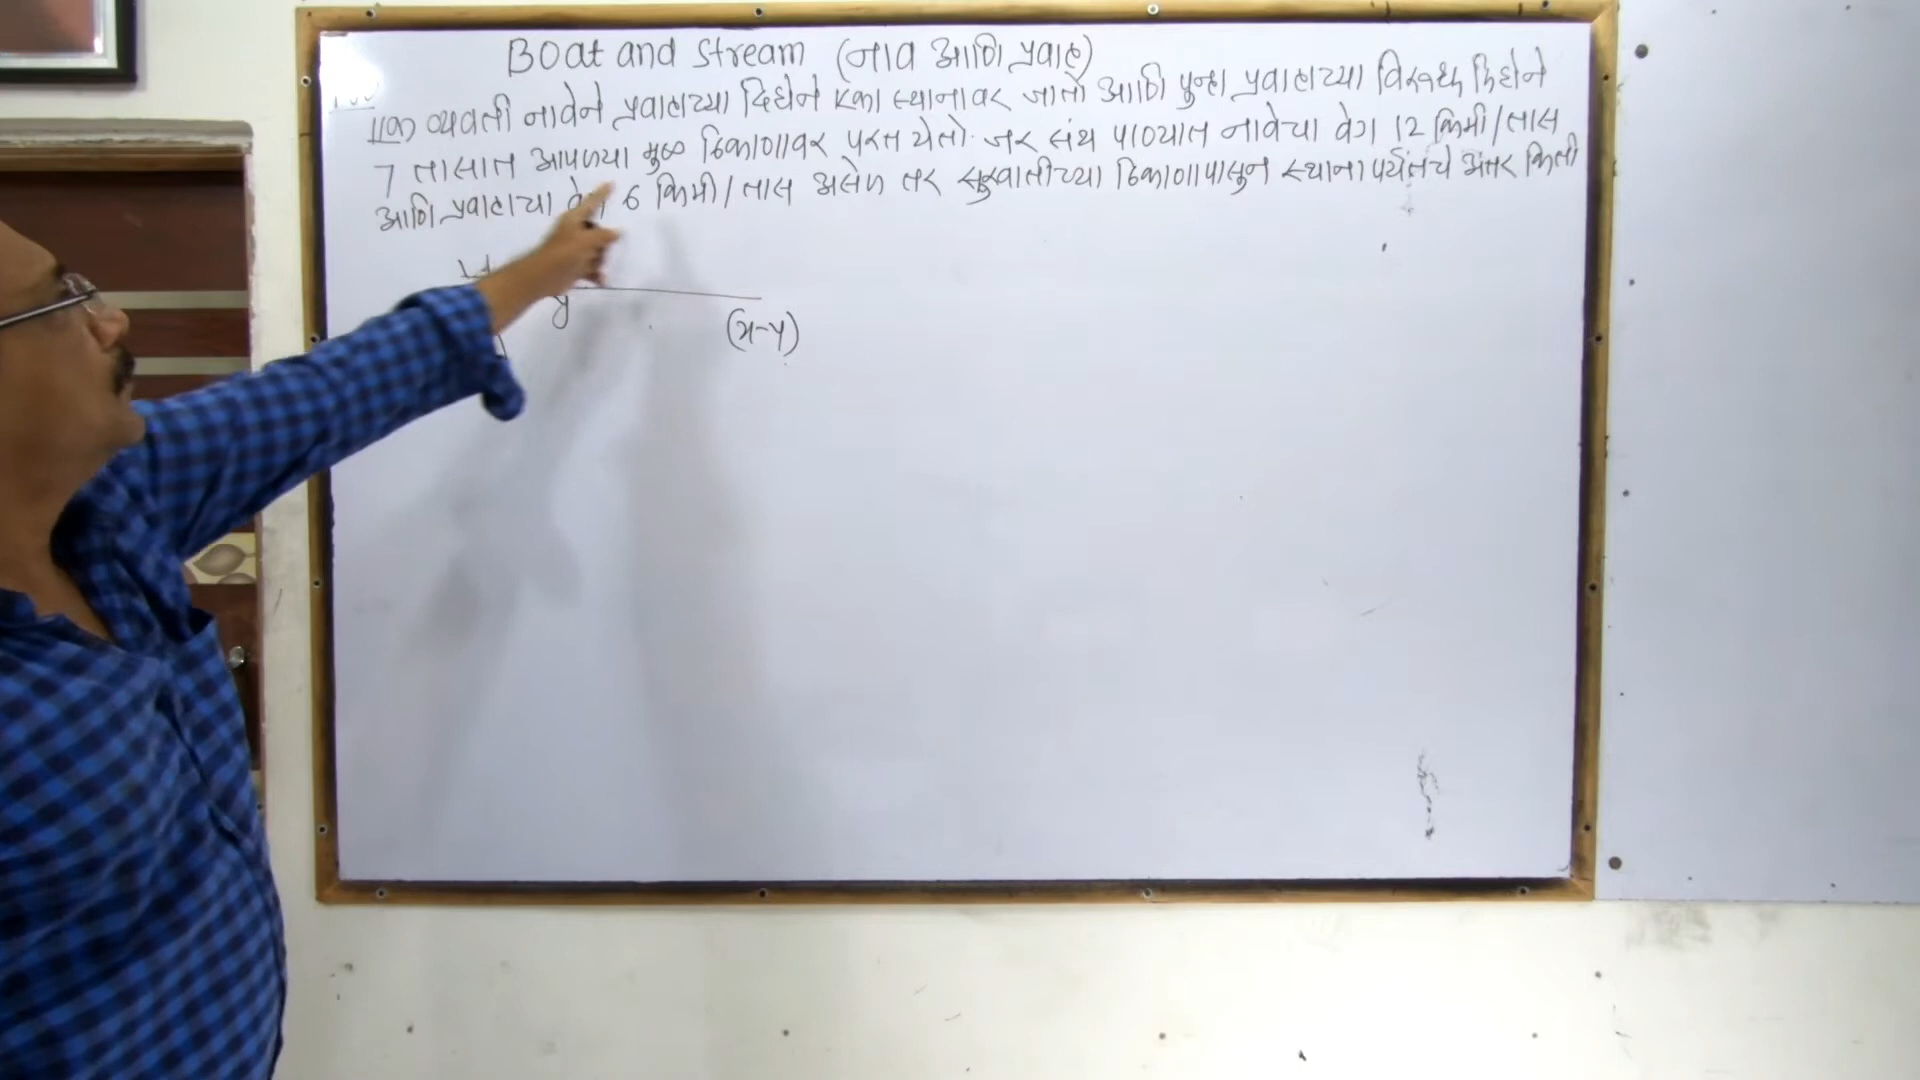 Boat and Stream (नाव आणि प्रवाह)
एक व्यक्ती नावेने प्रवाहाच्या दिशेने एका स्थानावर जातो आणि पुन्हा प्रवाहाच्या विरुध्द दिशेने
7 तासात आपल्या मुळ ठिकाणावर परत येतो. जर संथ पाण्यात नावेचा वेग 12 किमी/तास
आणि प्रवाहाचा 6 किमी/तास असेल तर सुरवातीच्या ठिकाणापासुन स्थानापर्यंतचे अंतर किती
y
(x-y)